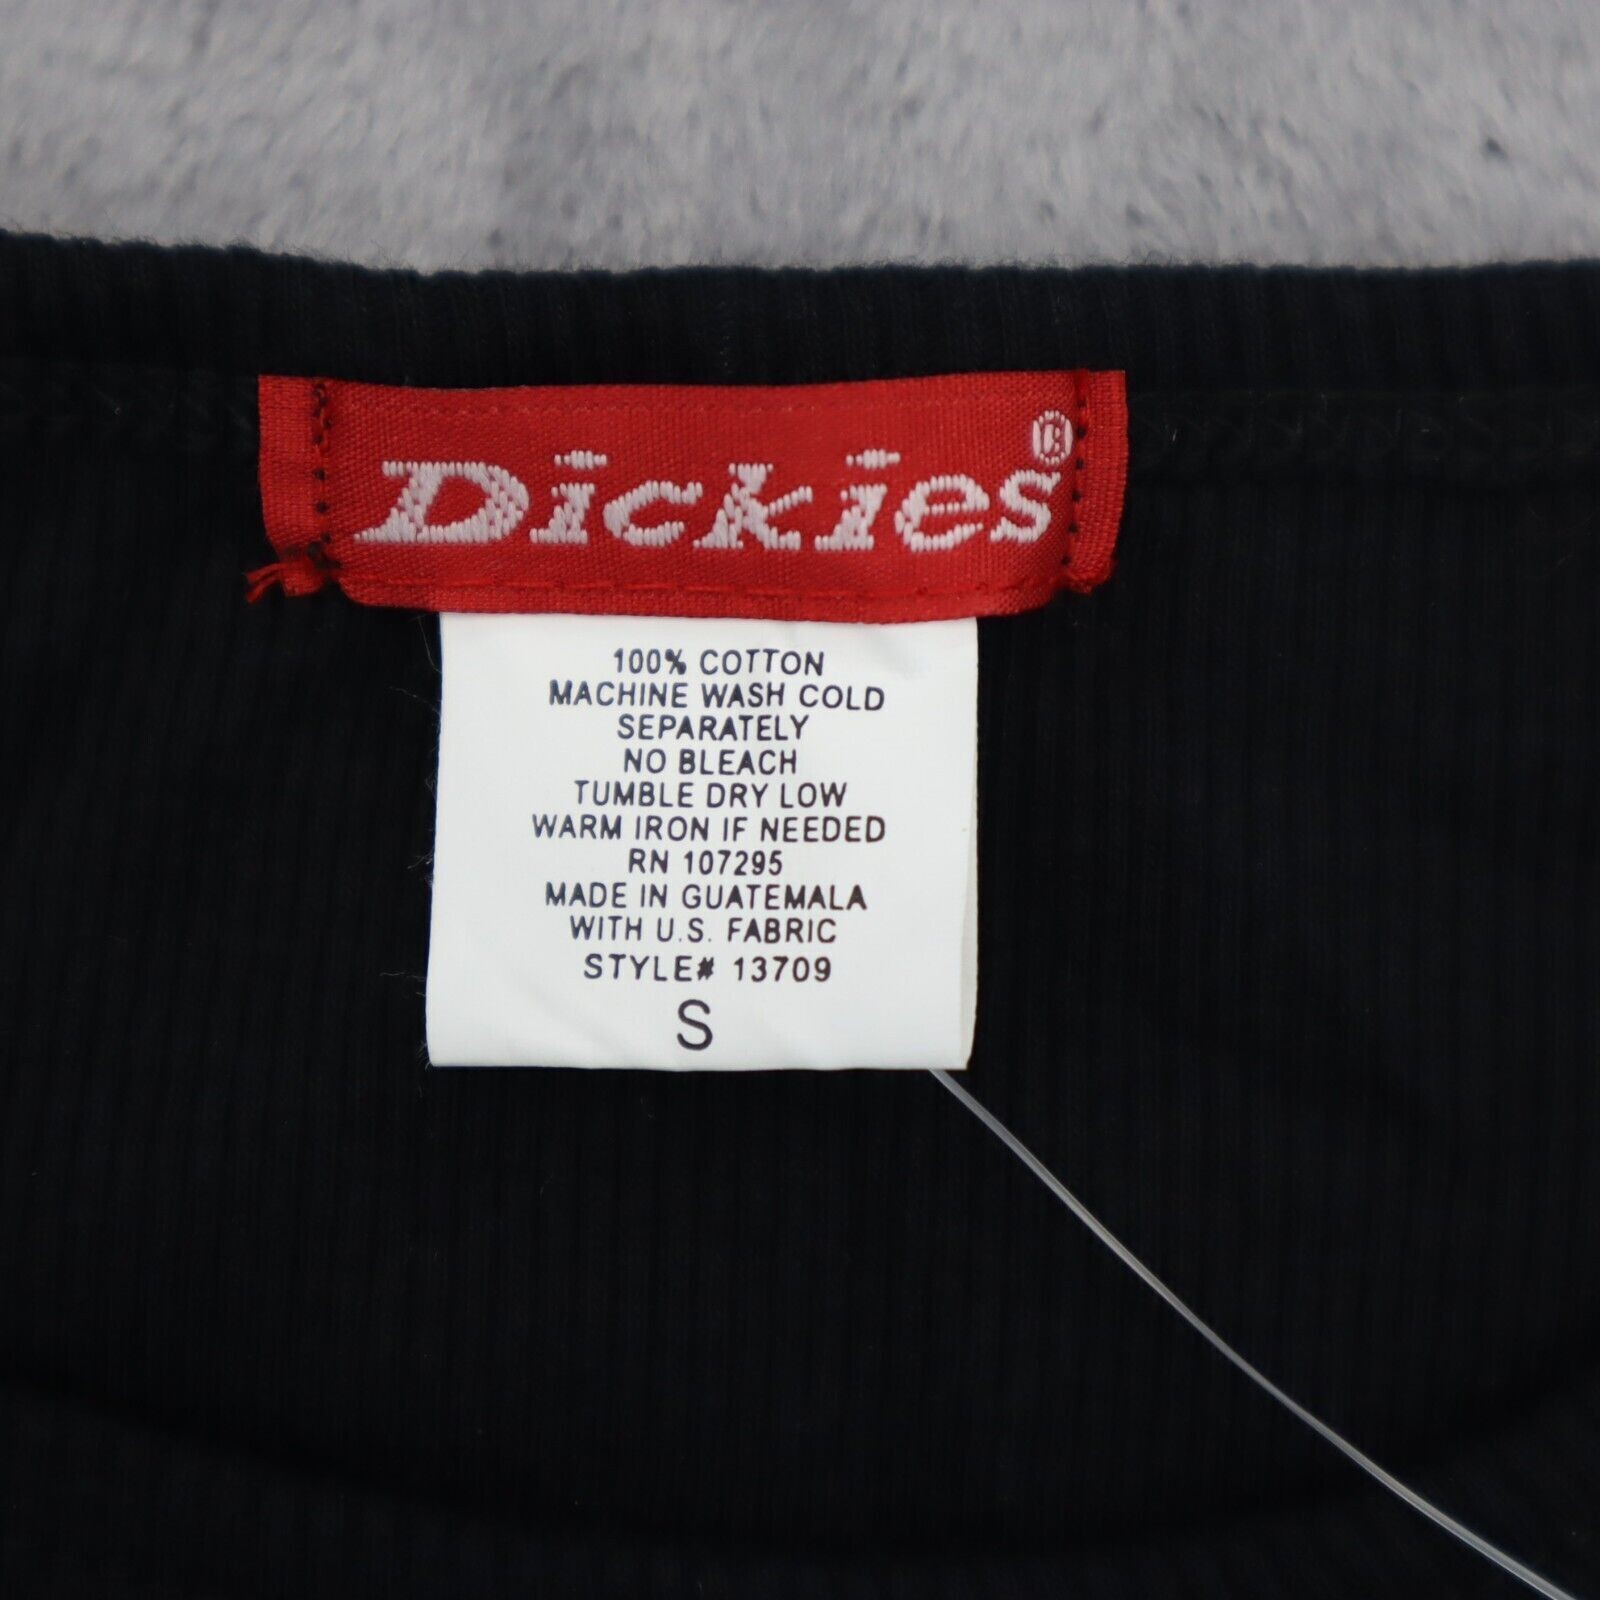 Dickies®
100% COTTON
MACHINE WASH COLD
SEPARATELY
NO BLEACH
TUMBLE DRY LOW
WARM IRON IF NEEDED
RN 107295
MADE IN GUATEMALA
WITH U.S. FABRIC
STYLE# 13709
S